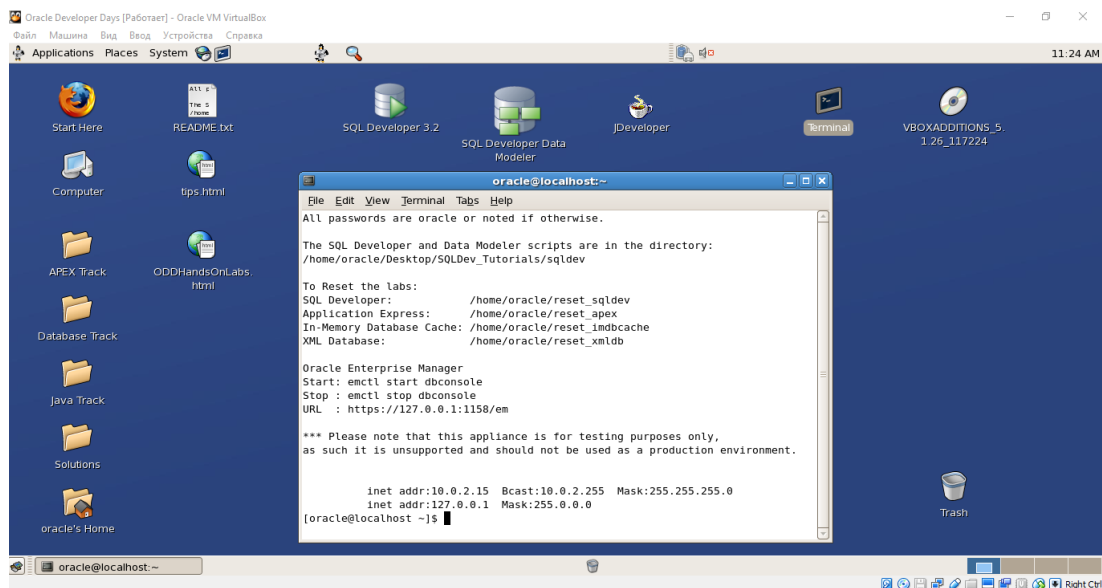 Oracle Developer Days [Работает] - Oracle VM VirtualBox
Файл Машина Вид Ввод Устройства Справка
Applications Places System
11:24 AM
Start Here
README.txt
SQL Developer 3.2
SQL Developer Data
Modeler
JDeveloper
Terminal
VBOXADDITIONS_5.
1.26_117224
Computer
tips.html
APEX Track
ODDHandsOnLabs.
html
Database Track
Java Track
Solutions
oracle's Home
Trash
oracle@localhost:~
File Edit View Terminal Tabs Help
All passwords are oracle or noted if otherwise.
The SQL Developer and Data Modeler scripts are in the directory:
/home/oracle/Desktop/SQLDev_Tutorials/sqldev
To Reset the labs:
SQL Developer: /home/oracle/reset_sqldev
Application Express: /home/oracle/reset_apex
In-Memory Database Cache: /home/oracle/reset_imdbcache
XML Database: /home/oracle/reset_xmldb
Oracle Enterprise Manager
Start: emctl start dbconsole
Stop : emctl stop dbconsole
URL : https://127.0.0.1:1158/em
*** Please note that this appliance is for testing purposes only,
as such it is unsupported and should not be used as a production environment.
inet addr:10.0.2.15 Bcast:10.0.2.255 Mask:255.255.255.0
inet addr:127.0.0.1 Mask:255.0.0.0
[oracle@localhost ~]$
oracle@localhost:~
Right Ctrl